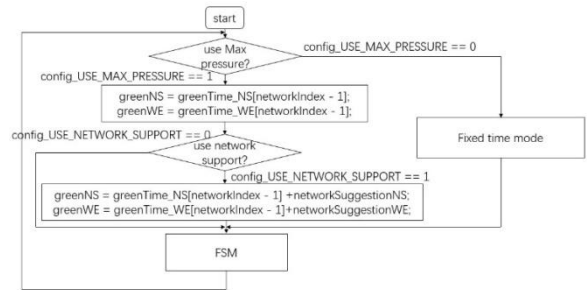 start
use Max
pressure?
config_USE_MAX_PRESSURE == 0
config_USE_MAX_PRESSURE == 1
greenNS = greenTime_NS[networkIndex - 1];
greenWE = greenTime_WE[networkIndex - 1];
config_USE_NETWORK_SUPPORT == 0
Fixed time mode
use network
support?
config_USE_NETWORK_SUPPORT == 1
greenNS = greenTime_NS[networkIndex - 1] +networkSuggestionNS;
greenWE = greenTime_WE[networkIndex - 1]+networkSuggestionWE;
FSM